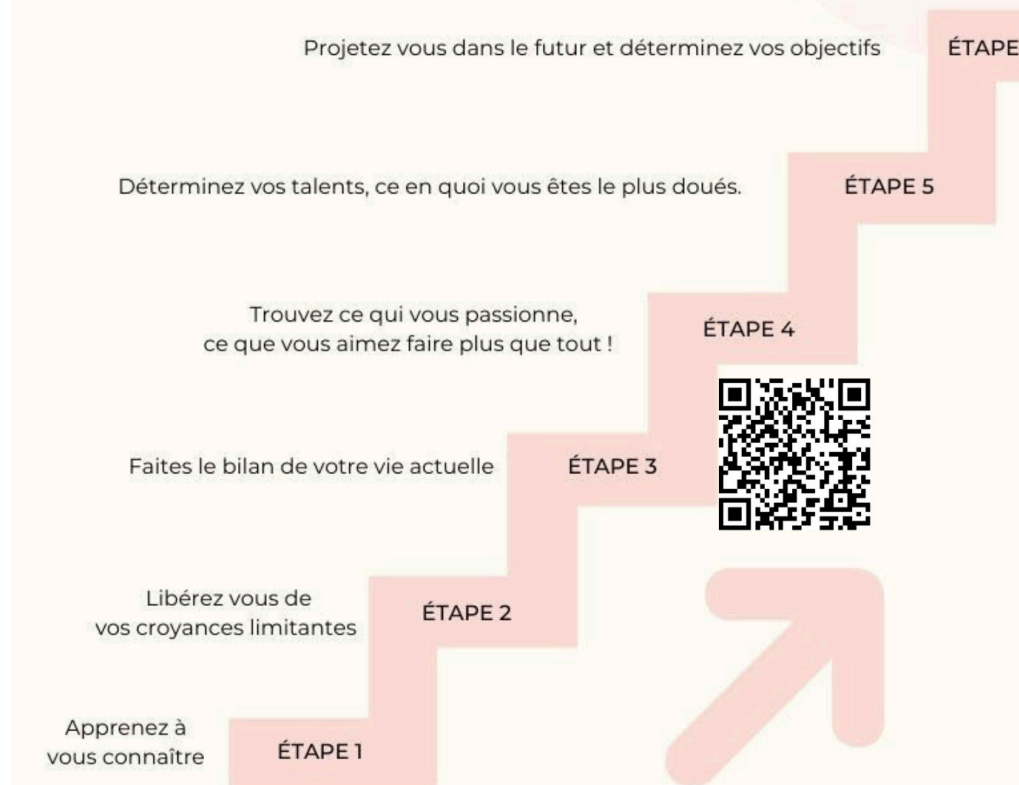 Projetez vous dans le futur et déterminez vos objectifs
ÉTAPE
Déterminez vos talents, ce en quoi vous êtes le plus doués.
ÉTAPE 5
Trouvez ce qui vous passionne,
ce que vous aimez faire plus que tout !
ÉTAPE 4
Faites le bilan de votre vie actuelle
ÉTAPE 3
Libérez vous de
vos croyances limitantes
ÉTAPE 2
Apprenez à
vous connaître
ÉTAPE 1